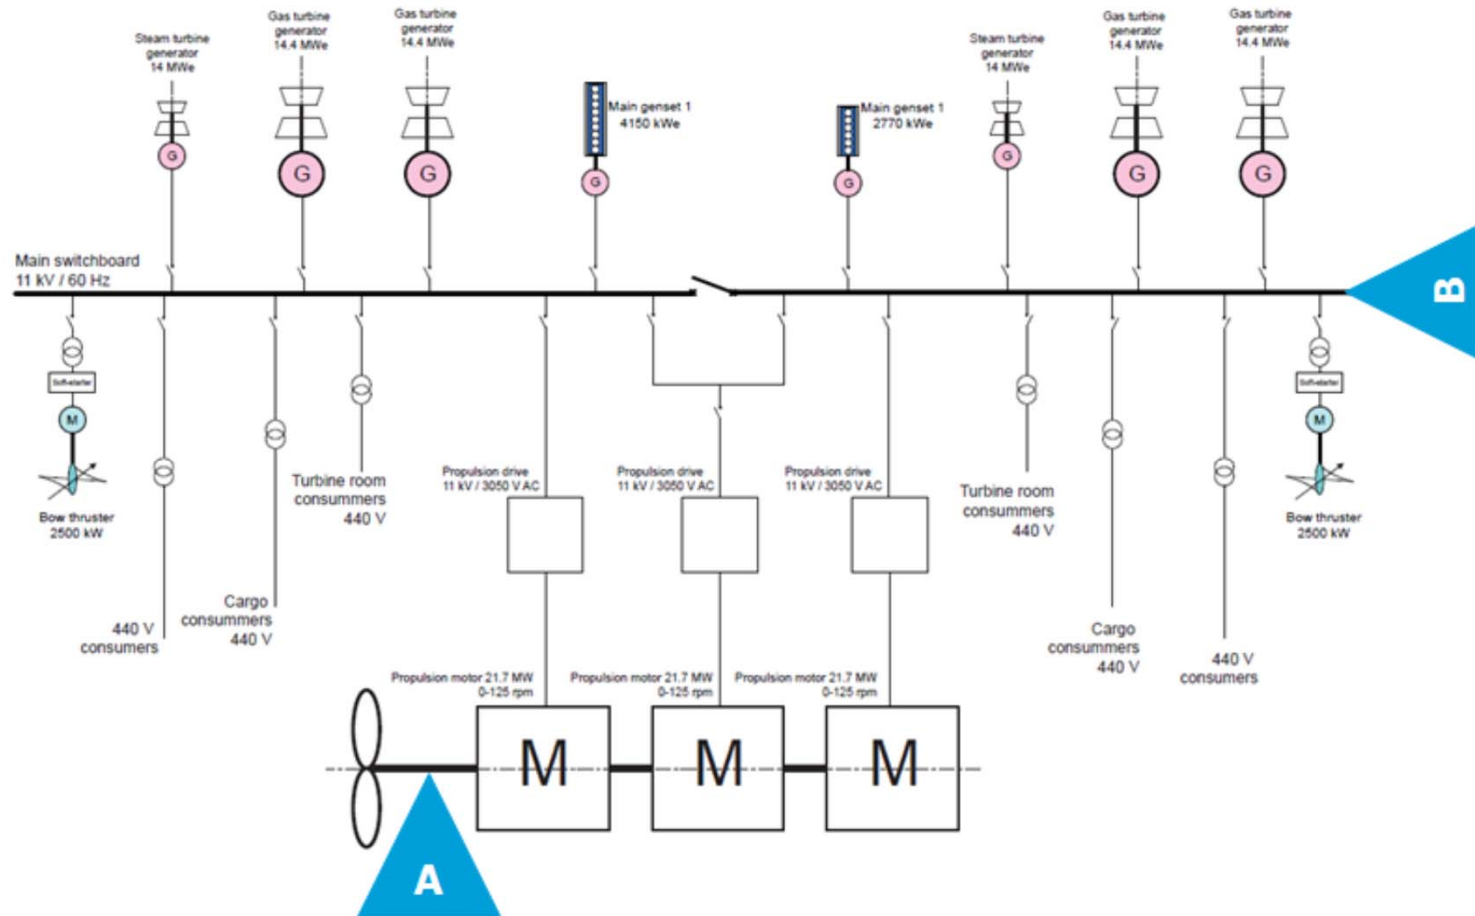 Steam turbine
generator
14 MWe
Gas turbine
generator
14.4 MWe
Gas turbine
generator
14.4 MWe
Main genset 1
4150 kWe
Main genset 1
2770 kWe
Steam turbine
generator
14 MWe
Gas turbine
generator
14.4 MWe
Gas turbine
generator
14.4 MWe
G
G
G
G
G
G
G
G
Main switchboard
11 kV / 60 Hz
B
Soft-starter
M
Bow thruster
2500 kW
440 V
consumers
Cargo
consummers
440 V
Turbine room
consummers
440 V
Propulsion drive
11 kV / 3050 V AC
Propulsion drive
11 kV / 3050 V AC
Propulsion drive
11 kV / 3050 V AC
Turbine room
consummers
440 V
Cargo
consummers
440 V
440 V
consumers
Soft-starter
M
Bow thruster
2500 kW
Propulsion motor 21.7 MW
0-125 rpm
Propulsion motor 21.7 MW
0-125 rpm
Propulsion motor 21.7 MW
0-125 rpm
M
M
M
A